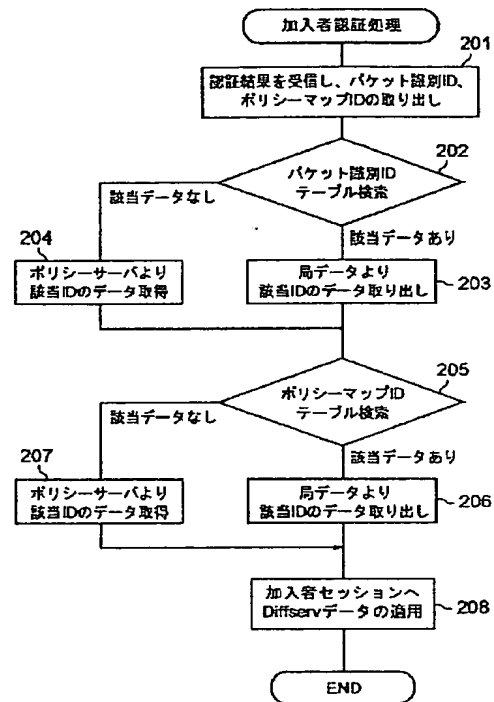 加入者認証処理
201
認証結果を受信し、パケット識別ID、
ポリシーマップIDの取り出し
202
パケット識別ID
テーブル検索
該当データなし
該当データあり
204
ポリシーサーバより
該当IDのデータ取得
局データより
該当IDのデータ取り出し
203
205
ポリシーマップID
テーブル検索
該当データなし
該当データあり
207
ポリシーサーバより
該当IDのデータ取得
局データより
該当IDのデータ取り出し
206
加入者セッションへ
Diffservデータの適用
208
END